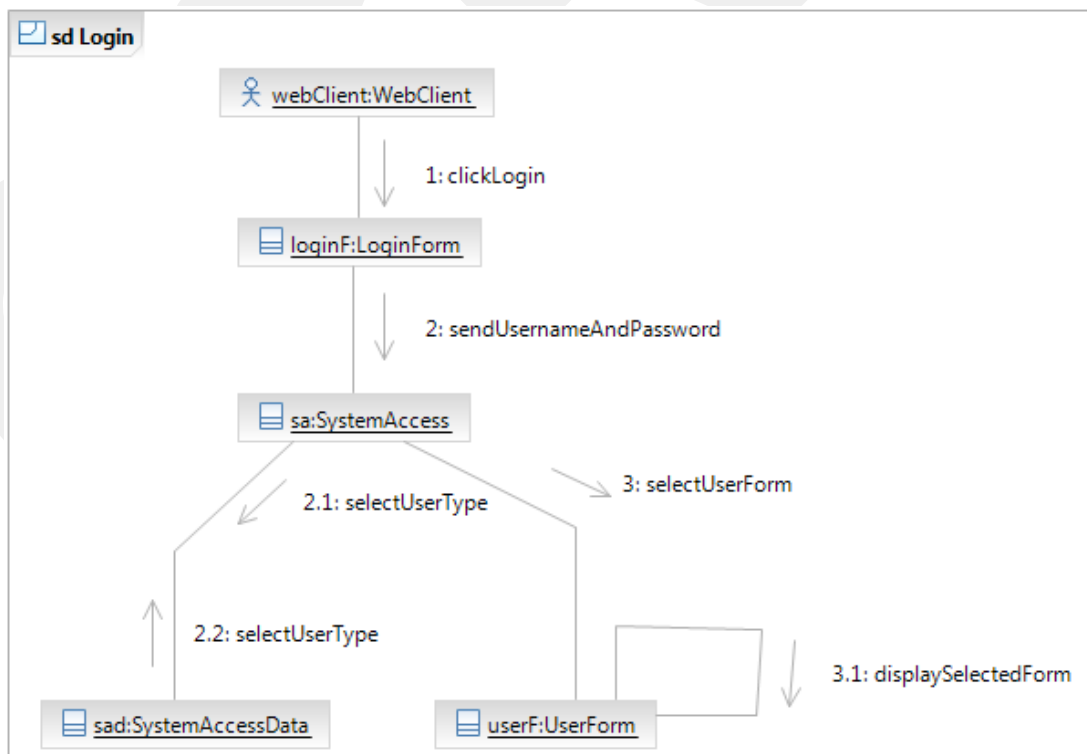 sd Login
webClient:WebClient
1: clickLogin
loginF:LoginForm
2: sendUsernameAndPassword
sa:SystemAccess
3: selectUserForm
2.1: selectUserType
2.2: selectUserType
3.1: displaySelectedForm
sad:SystemAccessData
userF:UserForm